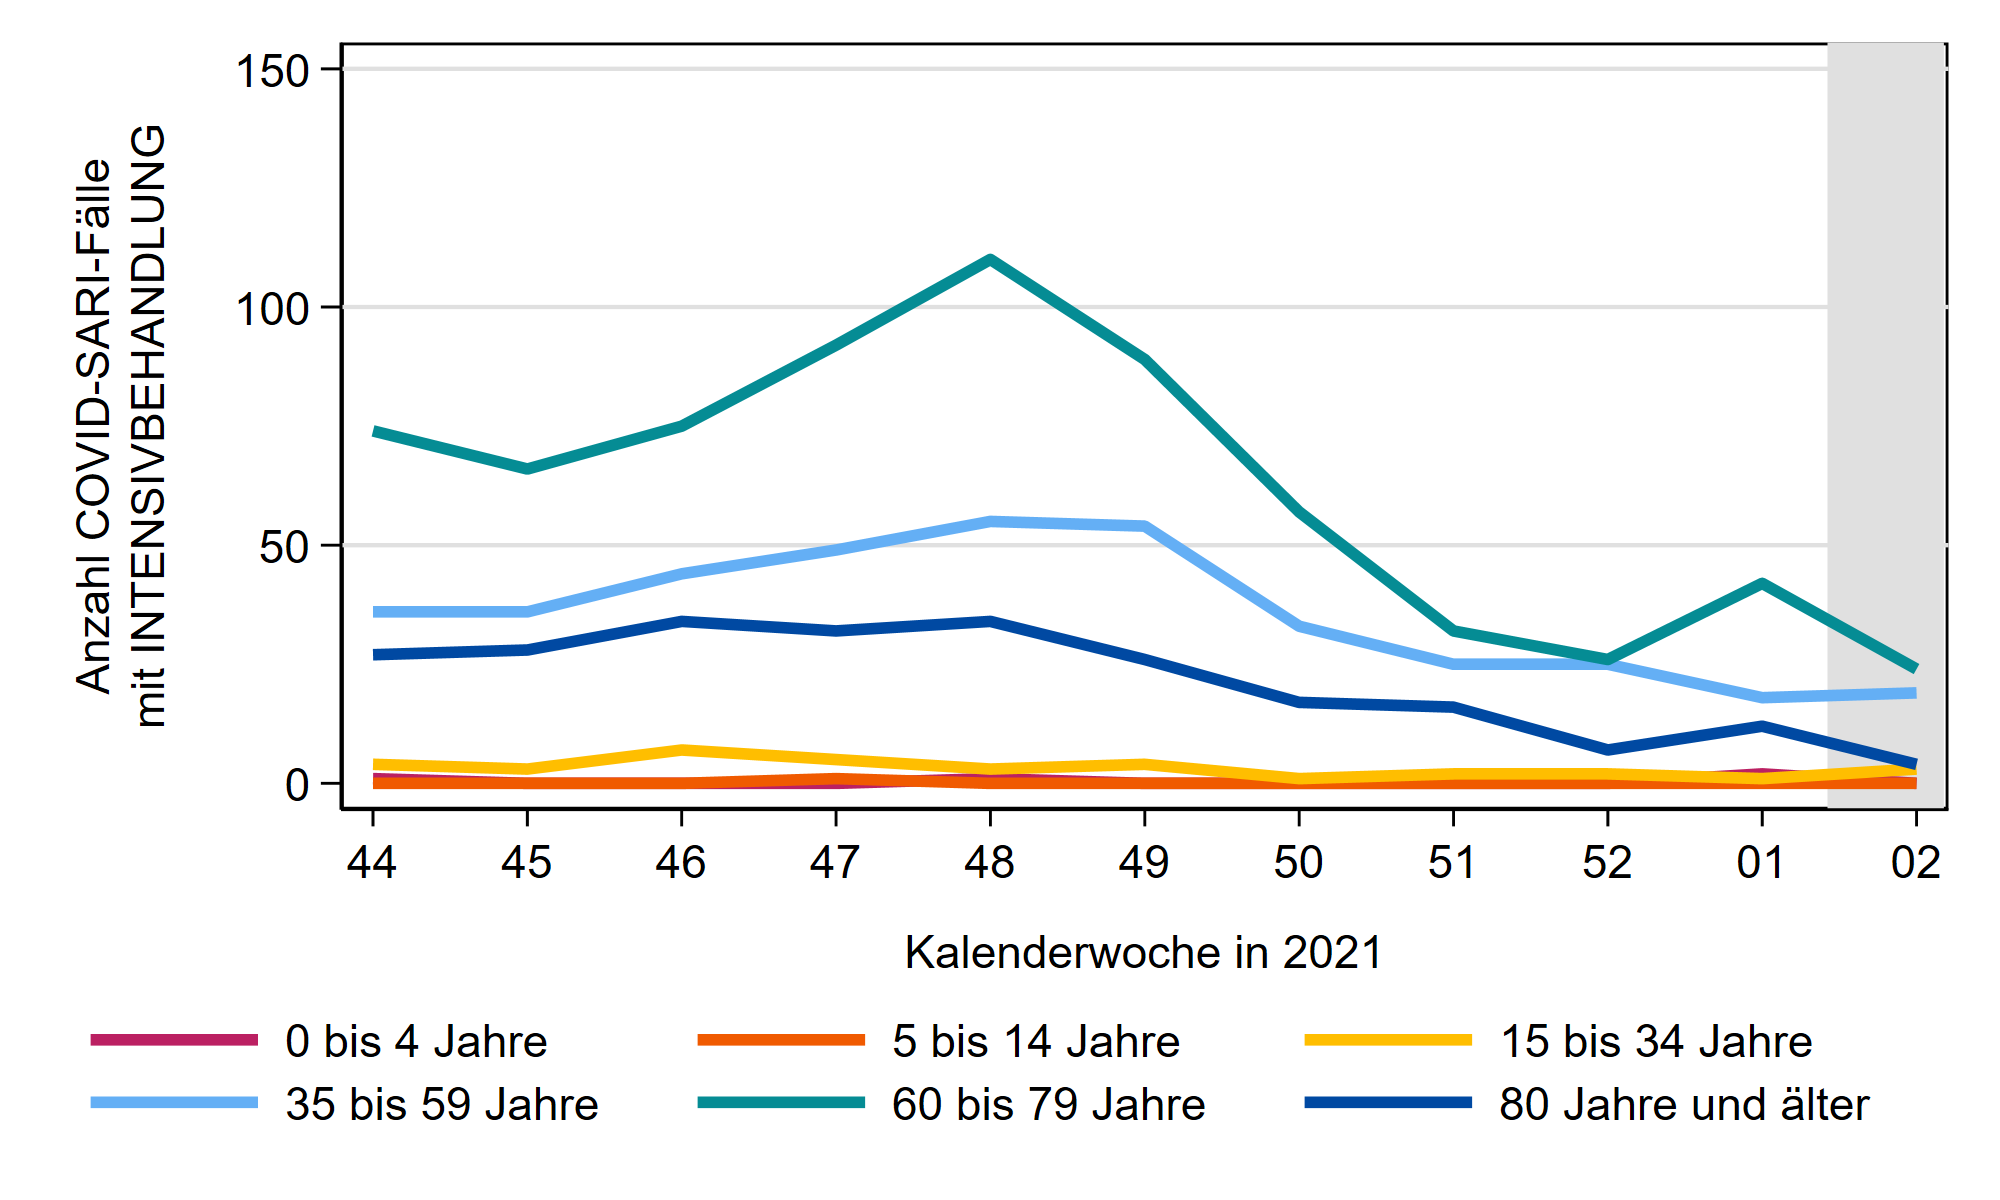 Anzahl COVID-SARI-Fälle
mit INTENSIVBEHANDLUNG
150
100
50
0
44 45 46 47 48 49 50 51 52 01 02
Kalenderwoche in 2021
0 bis 4 Jahre 5 bis 14 Jahre 15 bis 34 Jahre
35 bis 59 Jahre 60 bis 79 Jahre 80 Jahre und älter